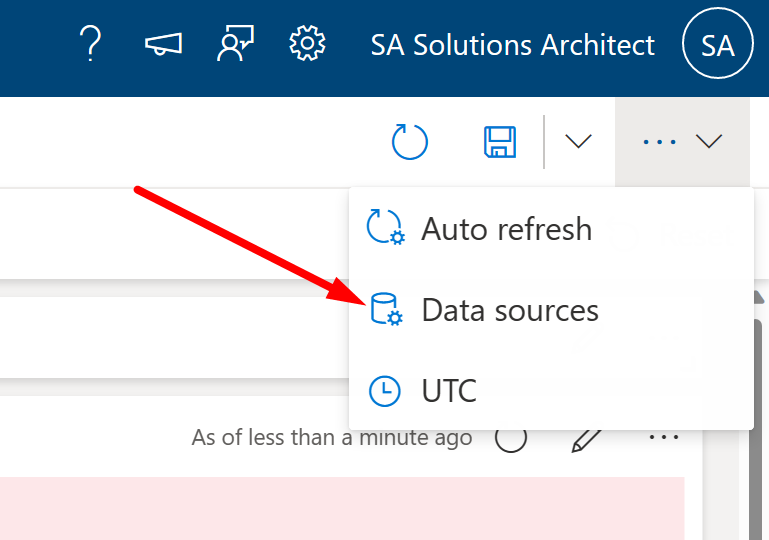 SA Solutions Architect
SA
Auto refresh
Data sources
UTC
As of less than a minute ago